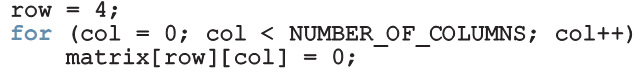 row = 4;
for (col = 0; col < NUMBER_OF_COLUMNS; col++)
    matrix[row][col] = 0;